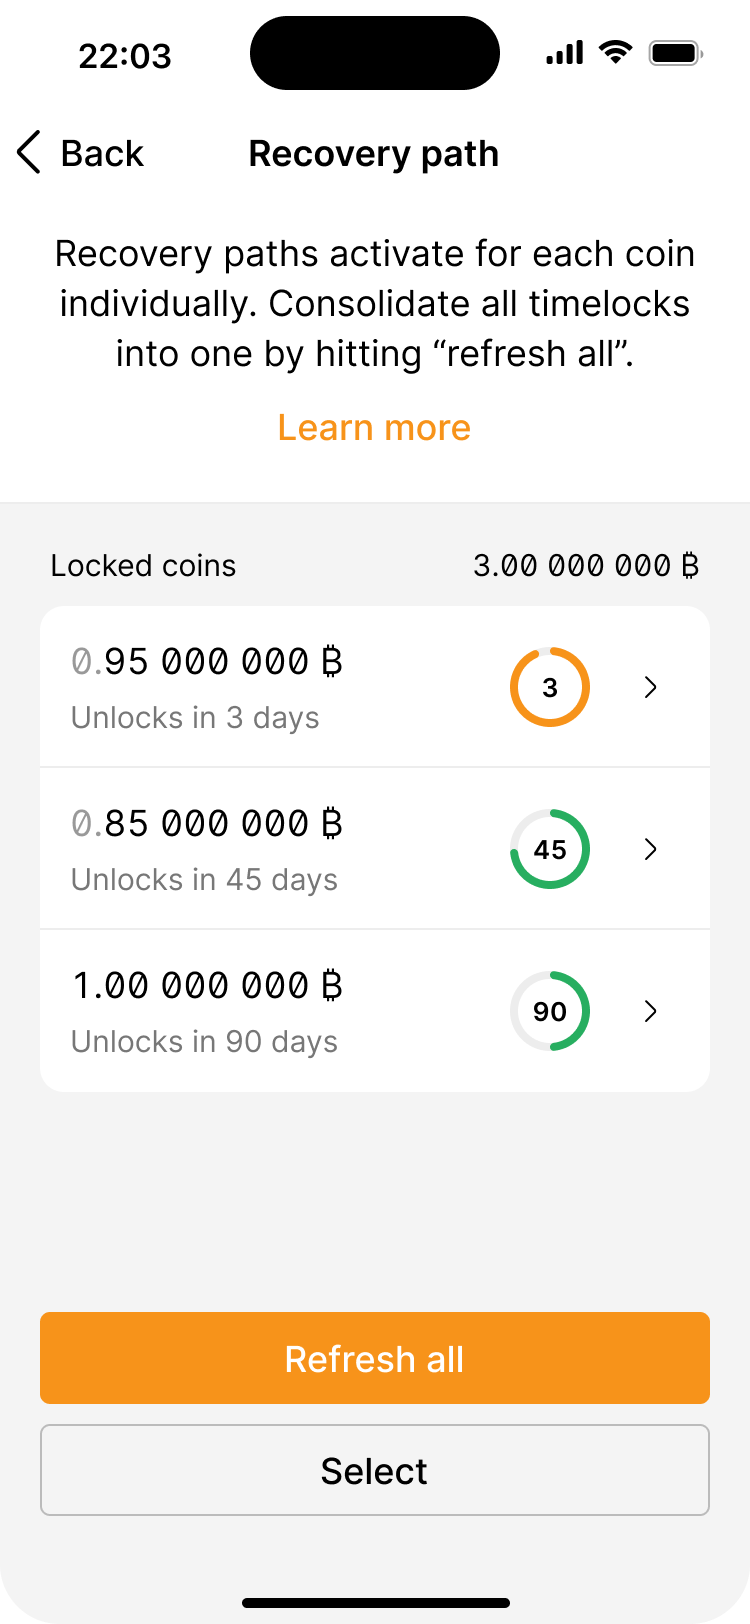 22:03
Back
Recovery path
Recovery paths activate for each coin
individually. Consolidate all timelocks
into one by hitting “refresh all”.
Learn more
Locked coins
3.00 000 000 ₿
0.95 000 000 ₿
Unlocks in 3 days
3
0.85 000 000 ₿
Unlocks in 45 days
45
1.00 000 000 ₿
Unlocks in 90 days
90
Refresh all
Select